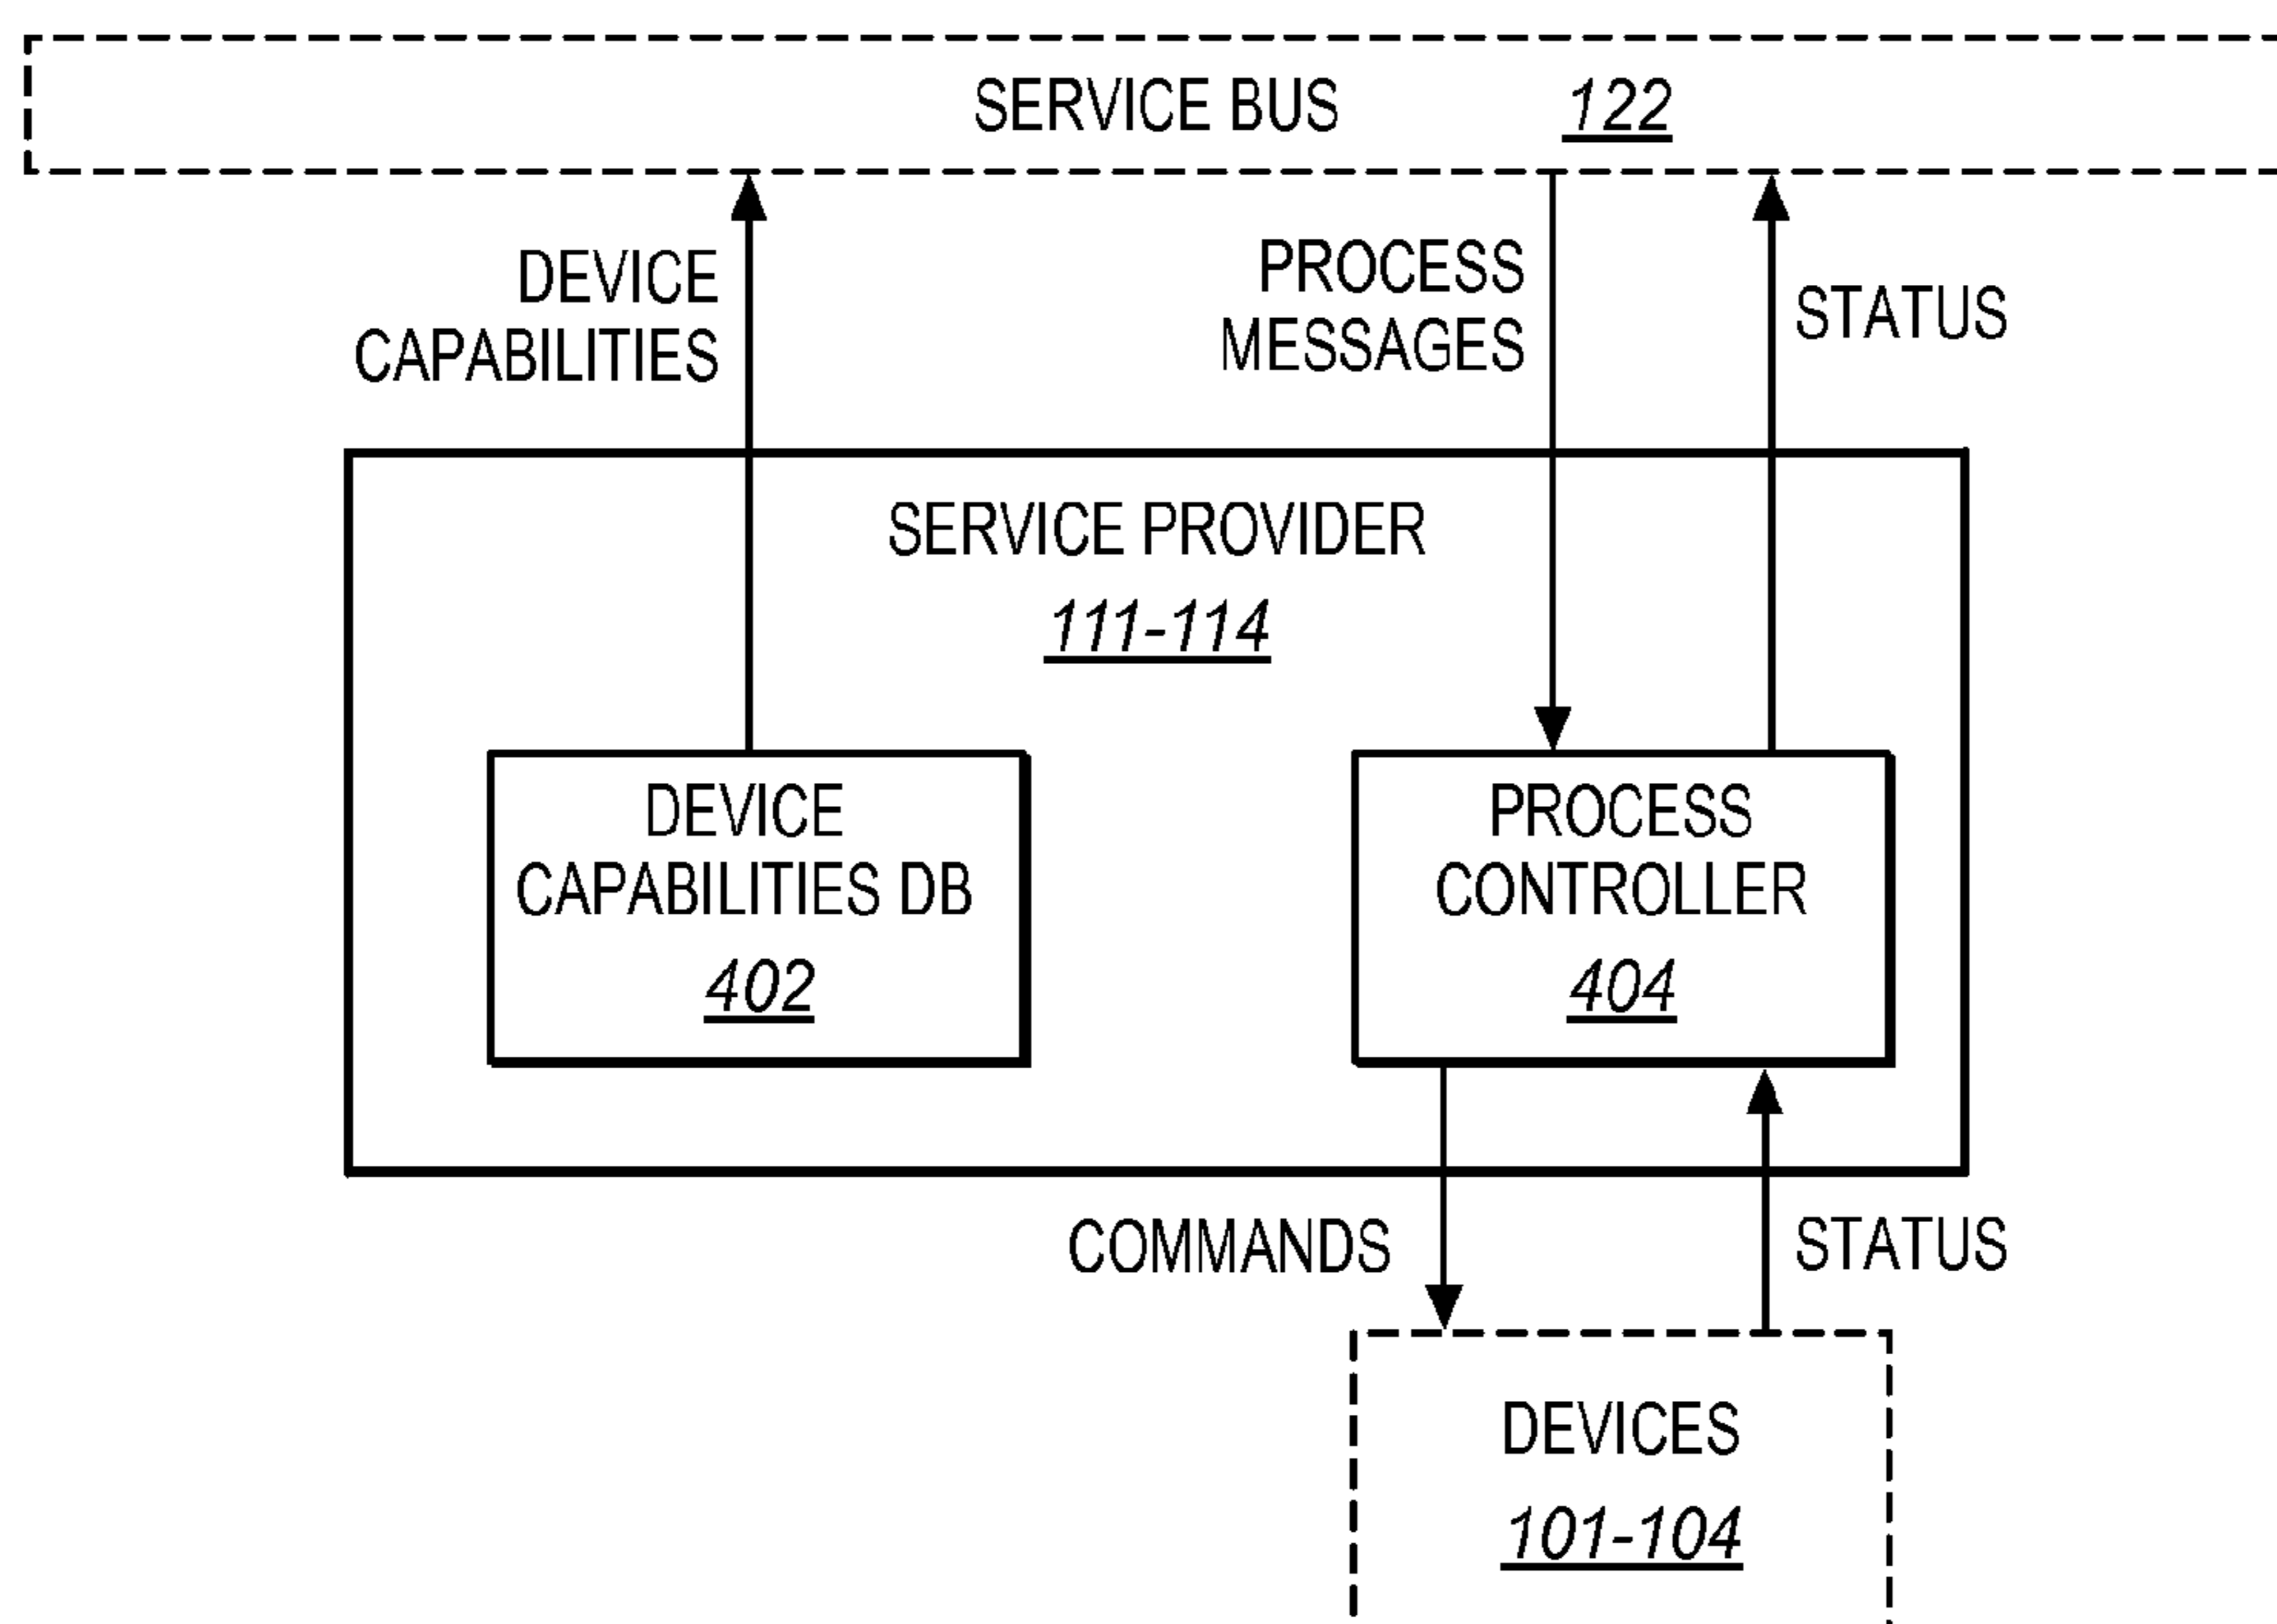 SERVICE BUS 122
DEVICE
CAPABILITIES
PROCESS
MESSAGES
STATUS
SERVICE PROVIDER
111-114
DEVICE
CAPABILITIES DB
402
PROCESS
CONTROLLER
404
COMMANDS
STATUS
DEVICES
101-104